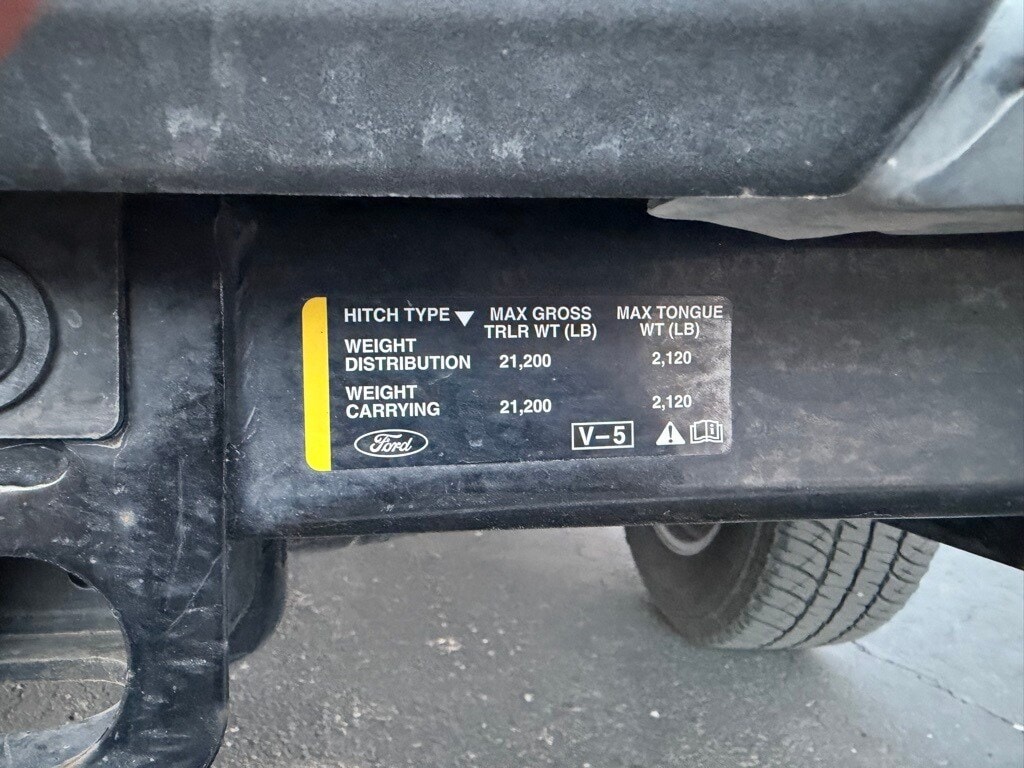 HITCH TYPE ▼ MAX GROSS TRLR WT (LB) MAX TONGUE WT (LB)
WEIGHT DISTRIBUTION 21,200 2,120
WEIGHT CARRYING 21,200 2,120
Ford V-5